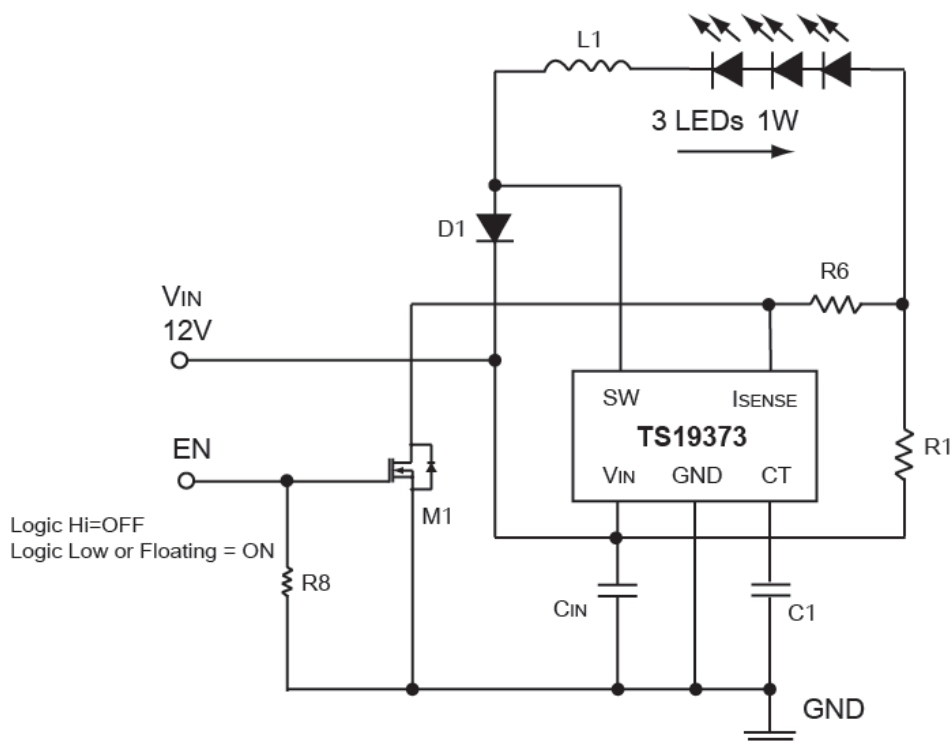 L1
3 LEDs 1W
D1
R6
VIN
12V
SW
ISENSE
TS19373
R1
EN
VIN
GND
CT
M1
Logic Hi=OFF
Logic Low or Floating = ON
R8
CIN
C1
GND